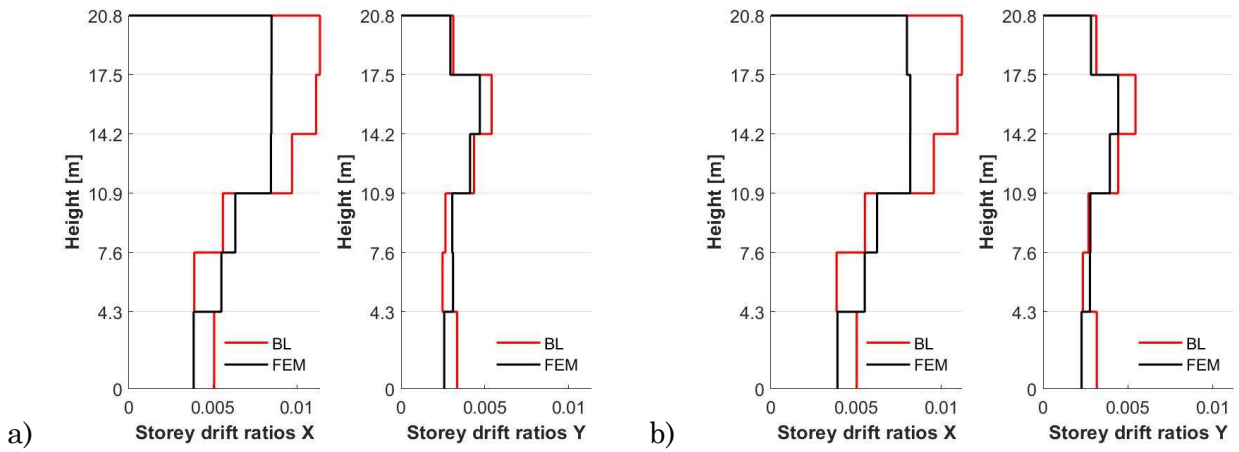 20.8
17.5
14.2
10.9
7.6
4.3
0
Height [m]
0 0.005 0.01
Storey drift ratios X
BL
FEM
20.8
17.5
14.2
10.9
7.6
4.3
0
Height [m]
0 0.005 0.01
Storey drift ratios Y
BL
FEM
a)
20.8
17.5
14.2
10.9
7.6
4.3
0
Height [m]
0 0.005 0.01
Storey drift ratios X
BL
FEM
20.8
17.5
14.2
10.9
7.6
4.3
0
Height [m]
0 0.005 0.01
Storey drift ratios Y
BL
FEM
b)